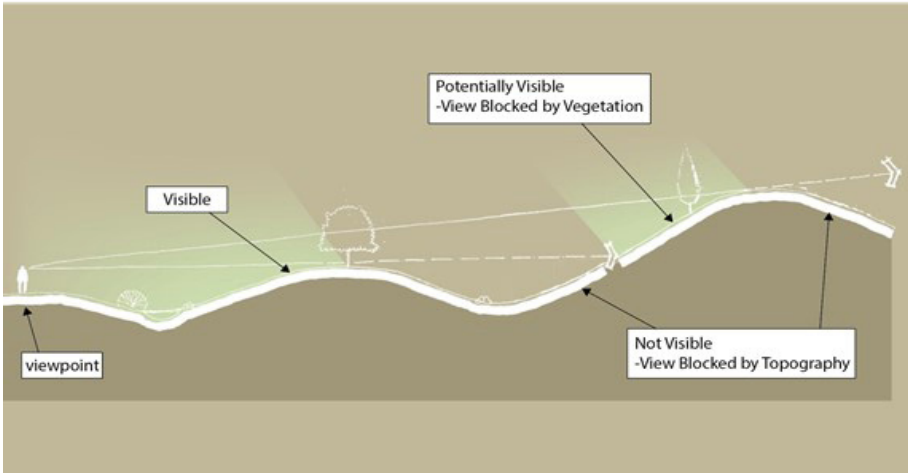 Potentially Visible
-View Blocked by Vegetation
Visible
viewpoint
Not Visible
-View Blocked by Topography